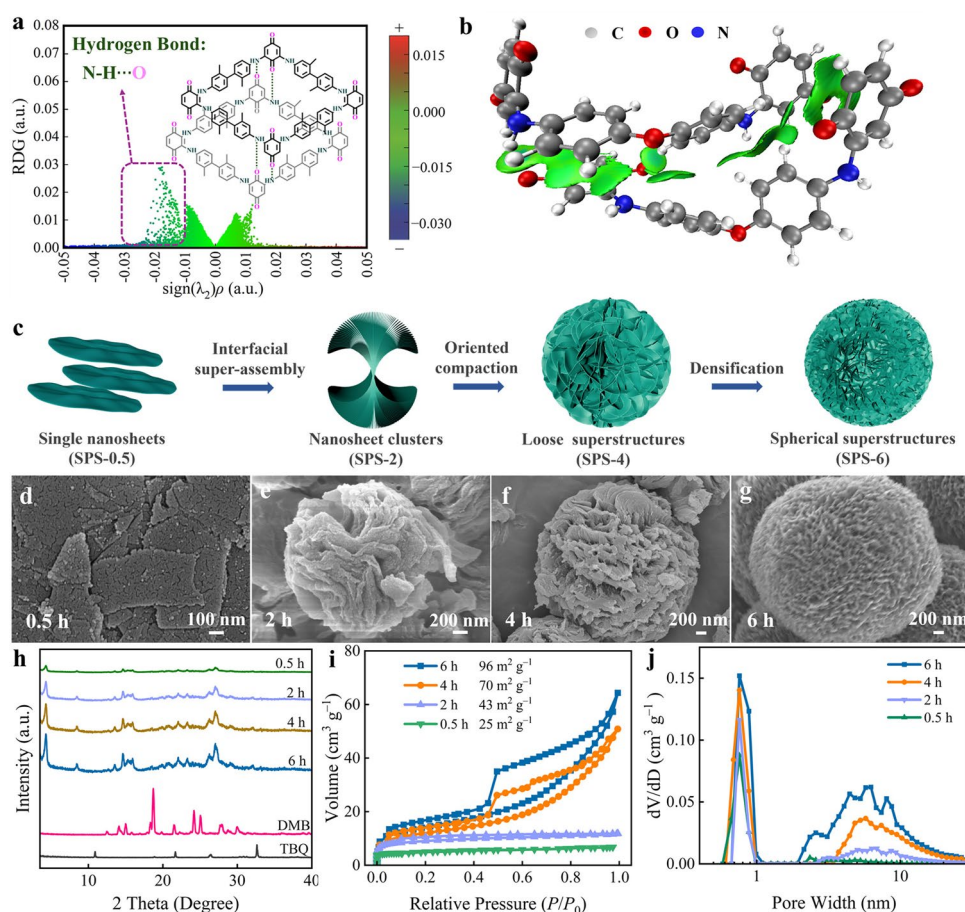 a
0.08
0.07
0.06
0.05
0.04
0.03
0.02
0.01
0.00
RDG (a.u.)
Hydrogen Bond:
N-H···O
-0.05
-0.04
-0.03
-0.02
-0.01
0.00
0.01
0.02
0.03
0.04
0.05
sign(λ₂)ρ (a.u.)
+
0.015
0.000
-0.015
-0.030
−
b
C O N
c
Interfacial
super-assembly
Oriented
compaction
Densification
Single nanosheets
(SPS-0.5)
Nanosheet clusters
(SPS-2)
Loose superstructures
(SPS-4)
Spherical superstructures
(SPS-6)
d
0.5 h
100 nm
e
2 h
200 nm
f
4 h
200 nm
g
6 h
200 nm
h
Intensity (a.u.)
0.5 h
2 h
4 h
6 h
DMB
TBQ
10 20 30 40
2 Theta (Degree)
i
Volume (cm³ g⁻¹)
80
60
40
20
0
6 h 96 m² g⁻¹
4 h 70 m² g⁻¹
2 h 43 m² g⁻¹
0.5 h 25 m² g⁻¹
0.0 0.2 0.4 0.6 0.8 1.0
Relative Pressure (P/P₀)
j
dV/dD (cm³ g⁻¹)
0.15
0.10
0.05
0.00
6 h
4 h
2 h
0.5 h
1 10
Pore Width (nm)